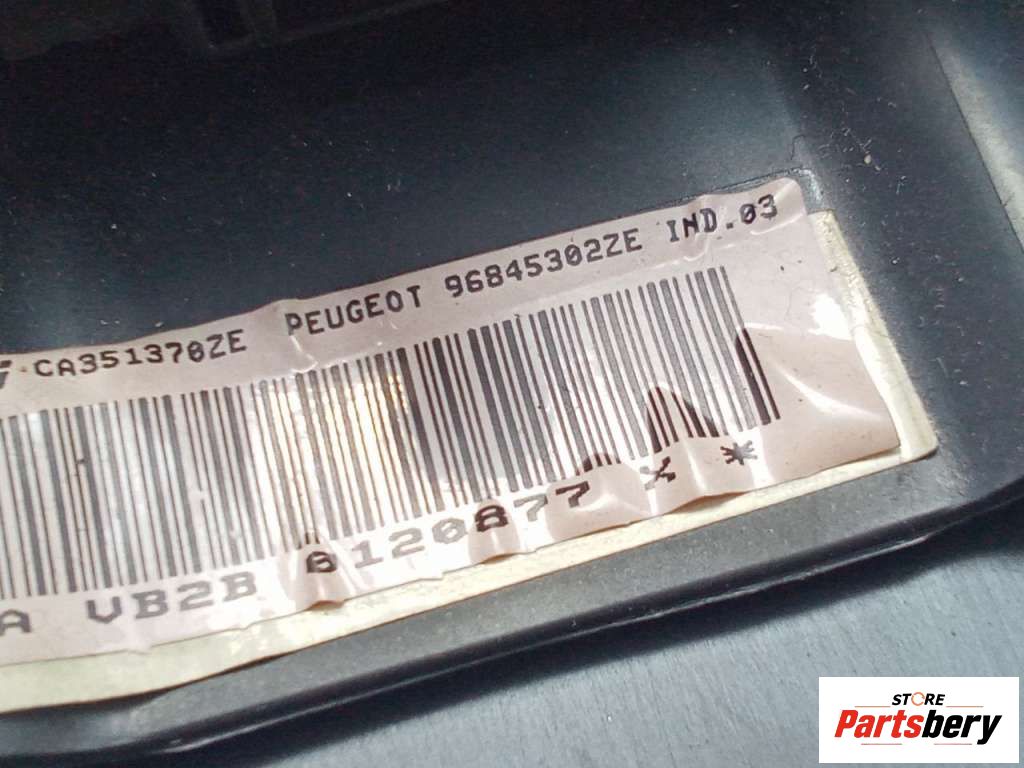 CA351370ZE PEUGEOT 96845302ZE IND.03
A VB2B 6120877 X *
STORE
Partsbery